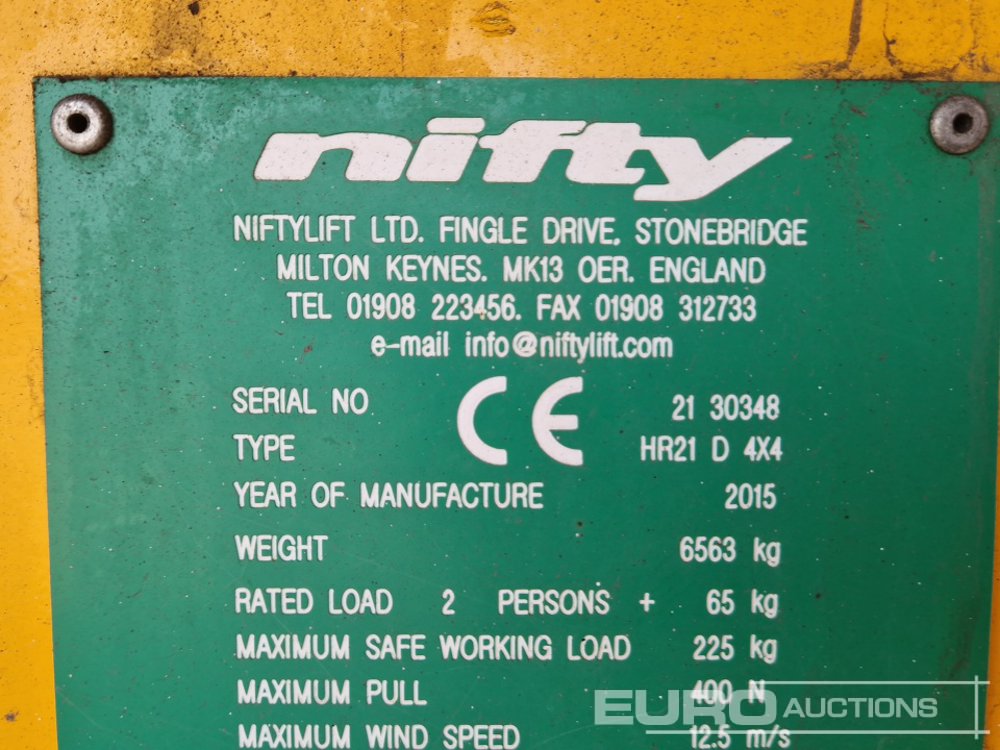 nifty
NIFTYLIFT LTD. FINGLE DRIVE, STONEBRIDGE
MILTON KEYNES. MK13 OER. ENGLAND
TEL 01908 223456. FAX 01908 312733
e-mail info@niftylift.com
SERIAL NO CE 21 30348
TYPE HR21 D 4X4
YEAR OF MANUFACTURE 2015
WEIGHT 6563 kg
RATED LOAD 2 PERSONS + 65 kg
MAXIMUM SAFE WORKING LOAD 225 kg
MAXIMUM PULL 400 N
MAXIMUM WIND SPEED 12.5 m/s
EURO AUCTIONS